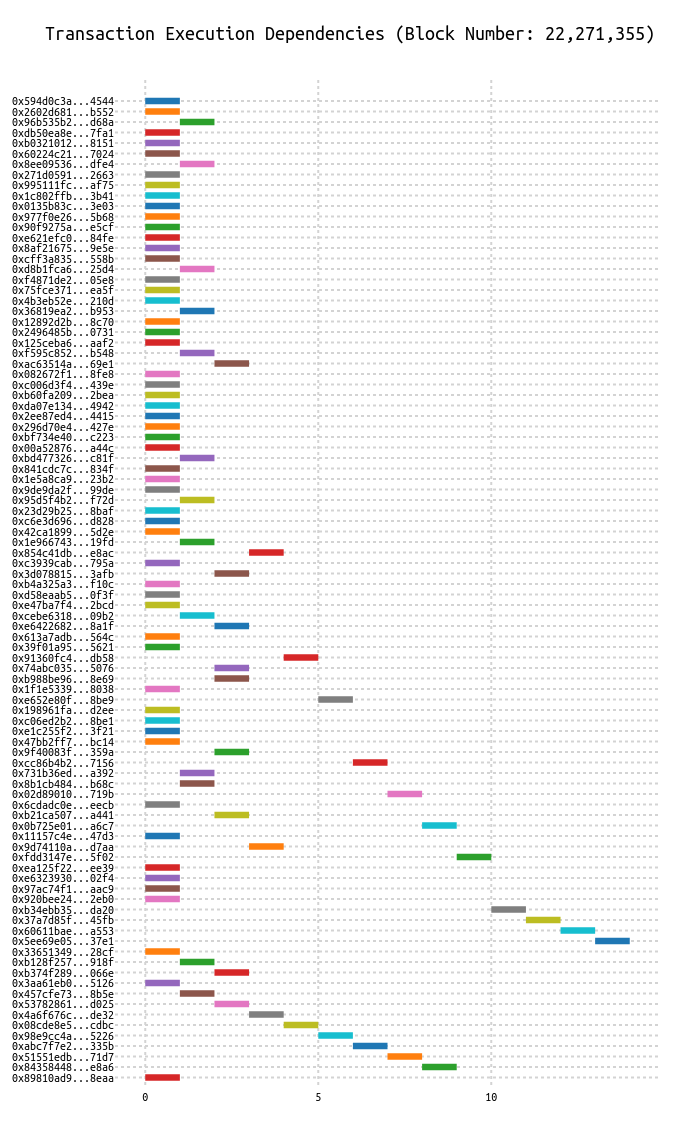 Transaction Execution Dependencies (Block Number: 22,271,355)
0x594d0c3a...4544
0x2602d681...b552
0x96b535b2...d68a
0xdb50ea8e...7fa1
0xb0321012...8151
0x60224c21...7024
0x8ee09536...dfe4
0x271d0591...2663
0x995111fc...af75
0x1c802ffb...3b41
0x0135b83c...3e03
0x977f0e26...5b68
0x90f9275a...e5cf
0xe621efc0...84fe
0x8af21675...9e5e
0xcff3a835...558b
0xd8b1fca6...25d4
0xf4871de2...05e8
0x75fce371...ea5f
0x4b3eb52e...210d
0x36819ea2...b953
0x12892d2b...8c70
0x2496485b...0731
0x125ceba6...aaf2
0xf595c852...b548
0xac63514a...69e1
0x082672f1...8fe8
0xc006d3f4...439e
0xb60fa209...2bea
0xda07e134...4942
0x2ee87ed4...4415
0x296d70e4...427e
0xbf734e40...c223
0x00a52876...a44c
0xbd477326...c81f
0x841cdc7c...834f
0x1e5a8ca9...23b2
0x9de9da2f...99de
0x95d5f4b2...f72d
0x23d29b25...8baf
0xc6e3d696...d828
0x42ca1899...5d2e
0x1e966743...19fd
0x854c41db...e8ac
0xc3939cab...795a
0x3d078815...3afb
0xb4a325a3...f10c
0xd58eaab5...0f3f
0xe47ba7f4...2bcd
0xcebe6318...09b2
0xe6422682...8a1f
0x613a7adb...564c
0x39f01a95...5621
0x91360fc4...db58
0x74abc035...5076
0xb988be96...8e69
0x1f1e5339...8038
0xe652e80f...8be9
0x198961fa...d2ee
0xc06ed2b2...8be1
0xe1c255f2...3f21
0x47bb2ff7...bc14
0x9f40083f...359a
0xcc86b4b2...7156
0x731b36ed...a392
0x8b1cb484...b68c
0x02d89010...719b
0x6cdadc0e...eecb
0xb21ca507...a441
0x0b725e01...a6c7
0x11157c4e...47d3
0x9d74110a...d7aa
0xfdd3147e...5f02
0xea125f22...ee39
0xe6323930...02f4
0x97ac74f1...aac9
0x920bee24...2eb0
0xb34ebb35...da20
0x37a7d85f...45fb
0x60611bae...a553
0x5ee69e05...37e1
0x33651349...28cf
0xb128f257...918f
0xb374f289...066e
0x3aa61eb0...5126
0x457cfe73...8b5e
0x53782861...d025
0x4a6f676c...de32
0x08cde8e5...cdbc
0x98e9cc4a...5226
0xabc7f7e2...335b
0x51551edb...71d7
0x84358448...e8a6
0x89810ad9...8eaa
0 5 10